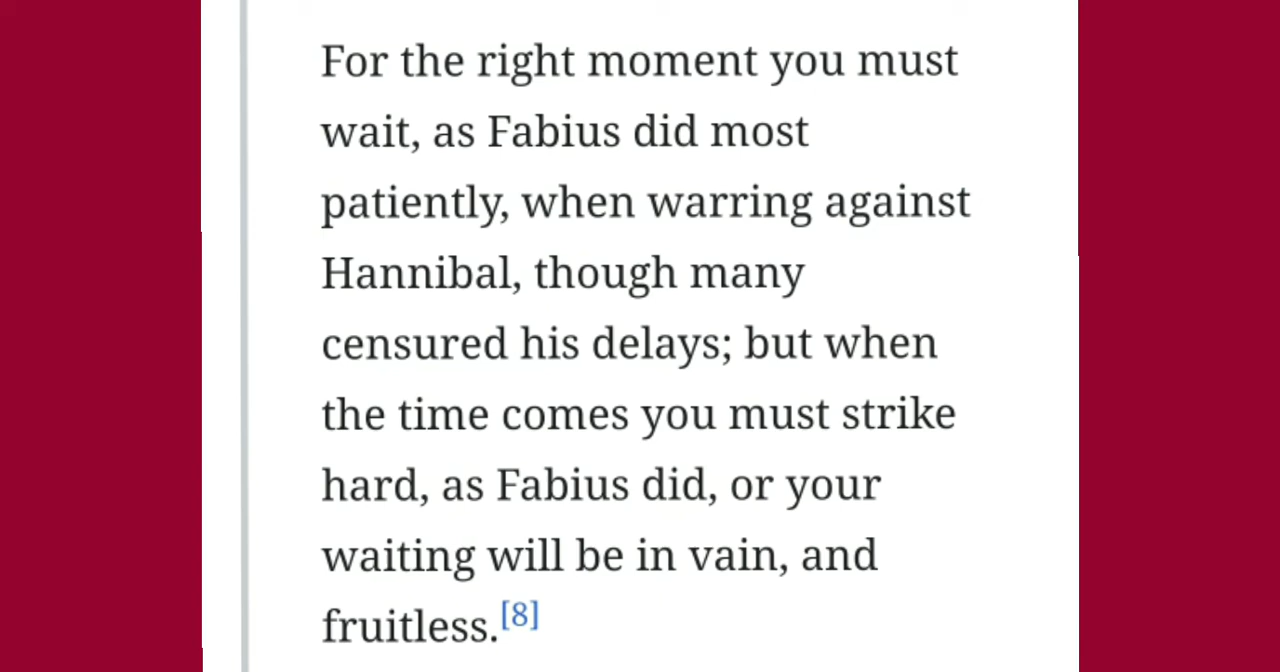 For the right moment you must
wait, as Fabius did most
patiently, when warring against
Hannibal, though many
censured his delays; but when
the time comes you must strike
hard, as Fabius did, or your
waiting will be in vain, and
fruitless.[8]